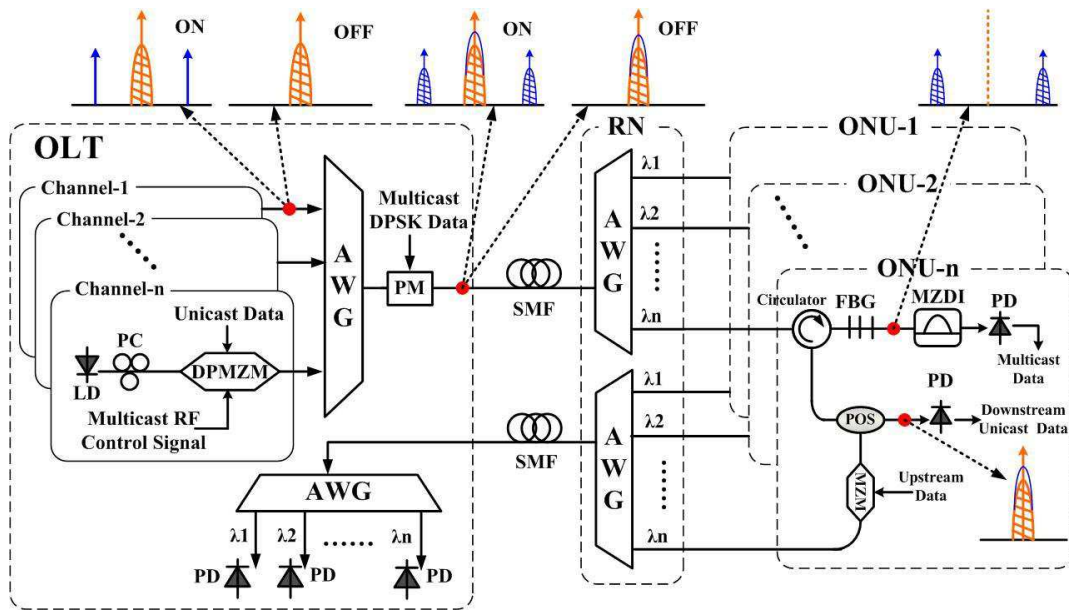 ON
OFF
ON
OFF
OLT
RN
ONU-1
ONU-2
ONU-n
Channel-1
Channel-2
Channel-n
Unicast Data
PC
LD
DPMZM
Multicast RF
Control Signal
A
W
G
Multicast
DPSK Data
PM
SMF
A
W
G
λ1
λ2
λn
Circulator
FBG
MZDI
PD
Multicast
Data
POS
PD
Downstream
Unicast Data
MZM
Upstream
Data
A
W
G
λ1
λ2
λn
SMF
AWG
λ1
λ2
λn
PD
PD
PD